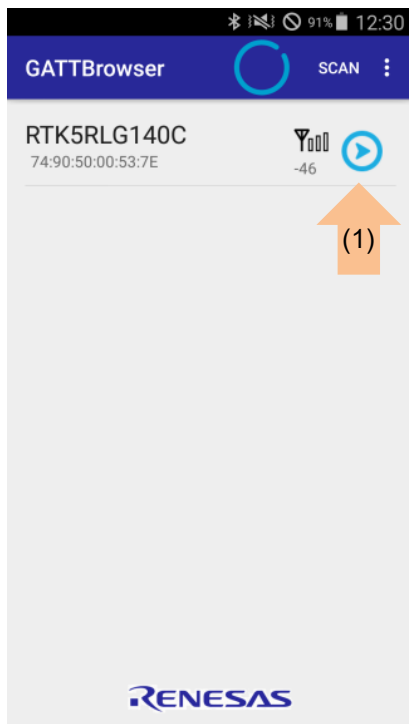 91% 12:30
GATTBrowser SCAN
RTK5RLG140C
74:90:50:00:53:7E
-46
(1)
RENESAS